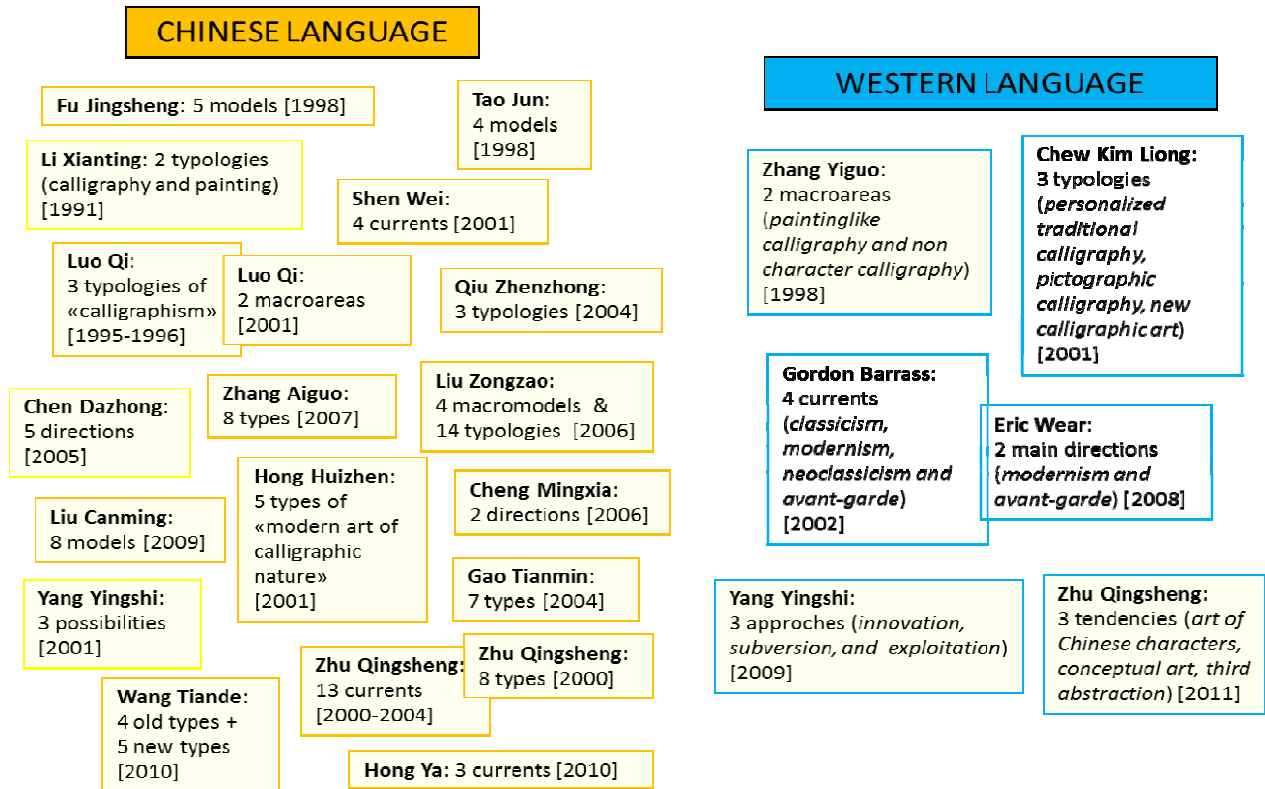 CHINESE LANGUAGE
Fu Jingsheng: 5 models [1998]
Tao Jun:
4 models
[1998]
Li Xianting: 2 typologies
(calligraphy and painting)
[1991]
Shen Wei:
4 currents [2001]
Luo Qi:
3 typologies of
«calligraphism»
[1995-1996]
Luo Qi:
2 macroareas
[2001]
Qiu Zhenzhong:
3 typologies [2004]
Chen Dazhong:
5 directions
[2005]
Zhang Aiguo:
8 types [2007]
Liu Zongzao:
4 macromodels &
14 typologies [2006]
Hong Huizhen:
5 types of
«modern art of
calligraphic
nature»
[2001]
Cheng Mingxia:
2 directions [2006]
Liu Canming:
8 models [2009]
Gao Tianmin:
7 types [2004]
Yang Yingshi:
3 possibilities
[2001]
Zhu Qingsheng:
13 currents
[2000-2004]
Zhu Qingsheng:
8 types [2000]
Wang Tiande:
4 old types +
5 new types
[2010]
Hong Ya: 3 currents [2010]
WESTERN LANGUAGE
Zhang Yiguo:
2 macroareas
(paintinglike
calligraphy and non
character calligraphy)
[1998]
Chew Kim Liong:
3 typologies
(personalized
traditional
calligraphy,
pictographic
calligraphy, new
calligraphic art)
[2001]
Gordon Barrass:
4 currents
(classicism,
modernism,
neoclassicism and
avant-garde)
[2002]
Eric Wear:
2 main directions
(modernism and
avant-garde) [2008]
Yang Yingshi:
3 approches (innovation,
subversion, and exploitation)
[2009]
Zhu Qingsheng:
3 tendencies (art of
Chinese characters,
conceptual art, third
abstraction) [2011]